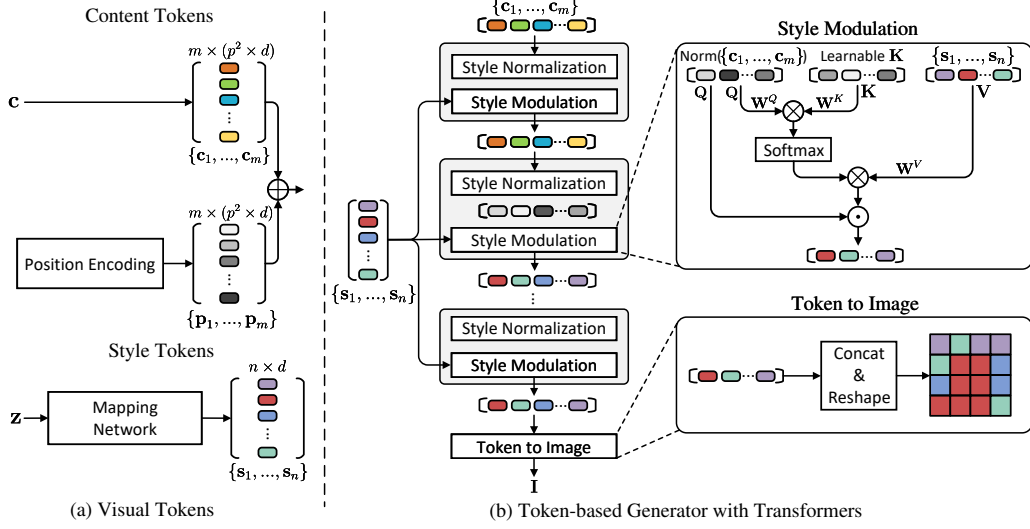 Content Tokens
m × (p² × d)
c
{c₁, ..., cₘ}
m × (p² × d)
Position Encoding
{p₁, ..., pₘ}
Style Tokens
n × d
z
Mapping
Network
{s₁, ..., sₙ}
(a) Visual Tokens
{c₁, ..., cₘ}
Style Normalization
Style Modulation
Style Normalization
Style Modulation
{s₁, ..., sₙ}
Style Normalization
Style Modulation
Token to Image
I
Style Modulation
Norm({c₁, ..., cₘ})
Learnable K
{s₁, ..., sₙ}
Q Q W^Q W^K K V
Softmax
W^V
Token to Image
Concat
&
Reshape
(b) Token-based Generator with Transformers